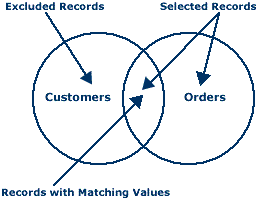 Excluded Records
Selected Records
Customers
Orders
Records with Matching Values